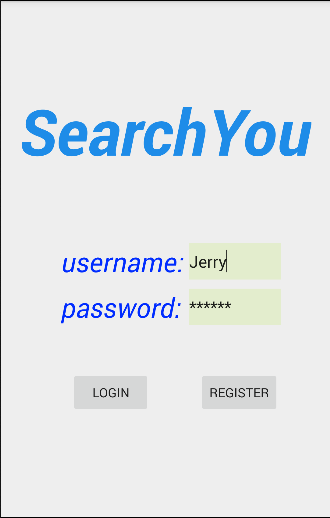 SearchYou
username: Jerry
password: ******
LOGIN REGISTER